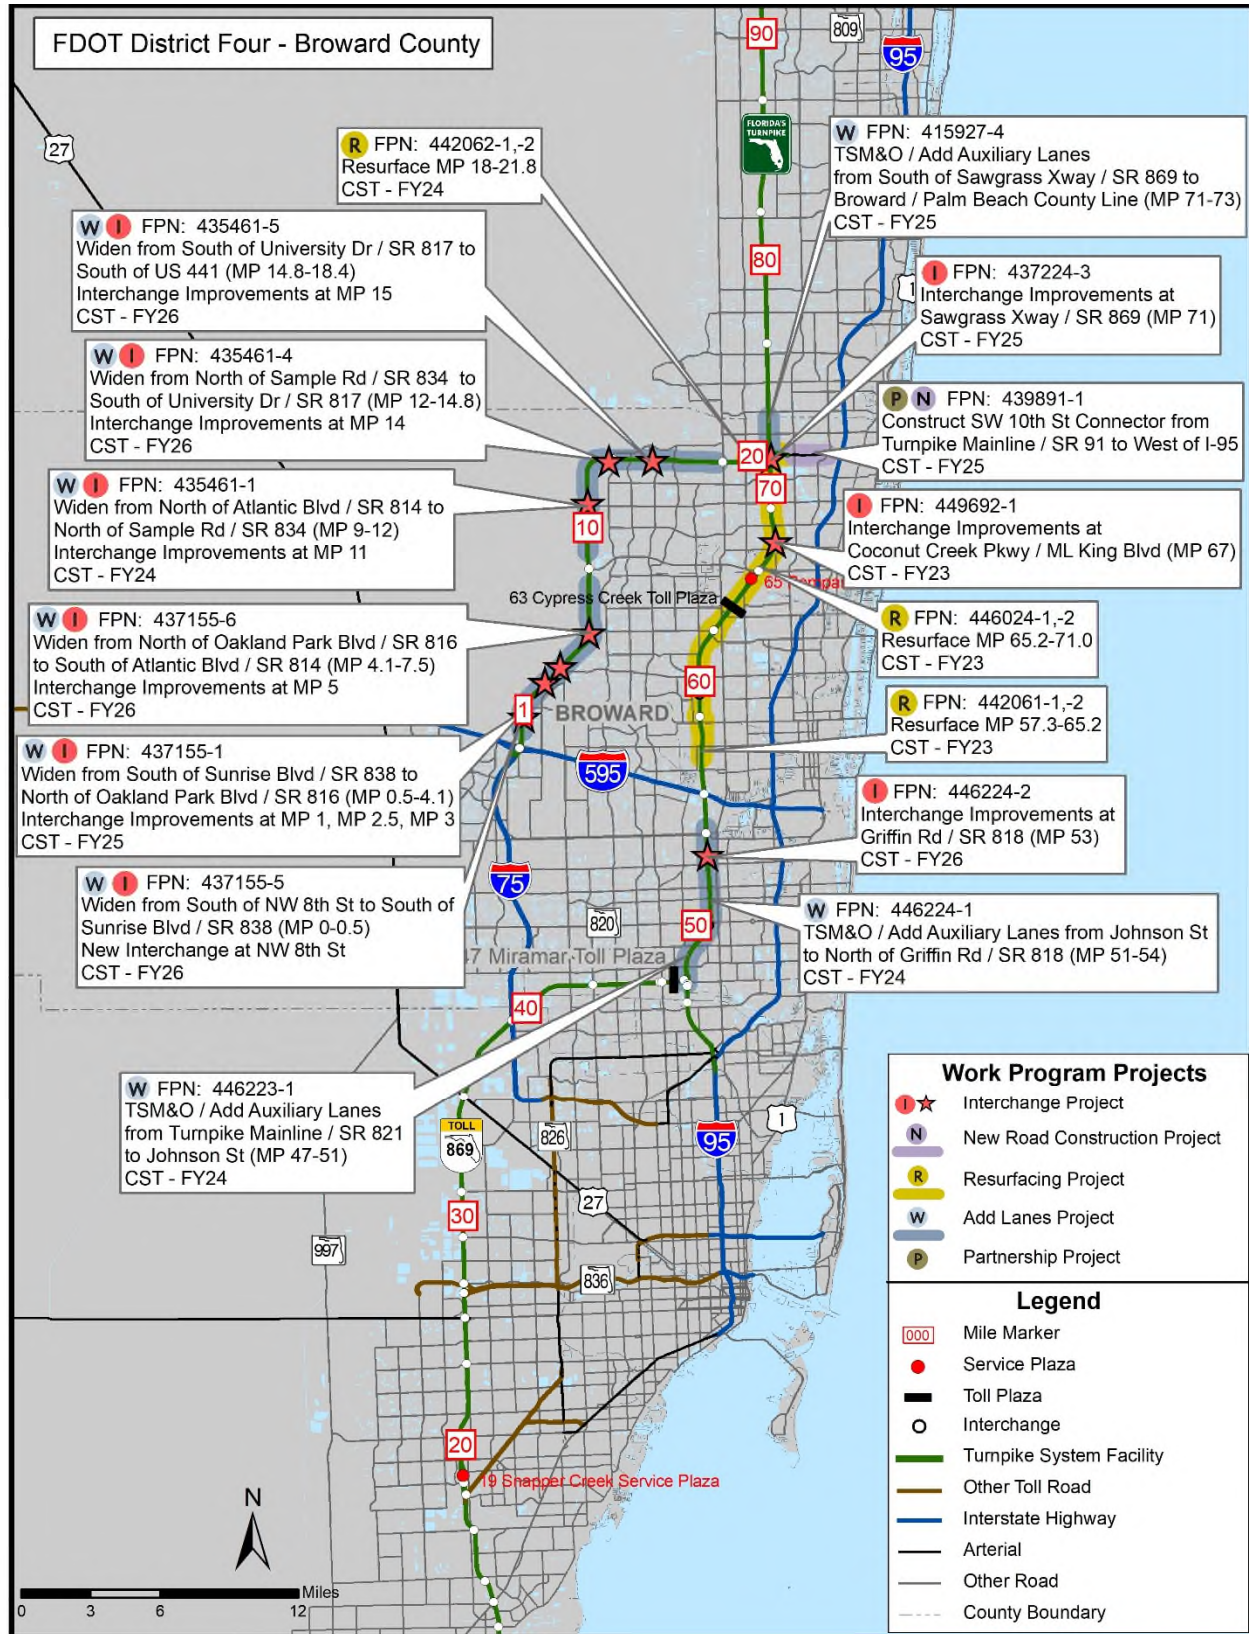 FDOT District Four - Broward County
90
809
95
27
FLORIDA'S
TURNPIKE
R FPN: 442062-1,-2
Resurface MP 18-21.8
CST - FY24
W FPN: 415927-4
TSM&O / Add Auxiliary Lanes
from South of Sawgrass Xway / SR 869 to
Broward / Palm Beach County Line (MP 71-73)
CST - FY25
W I FPN: 435461-5
Widen from South of University Dr / SR 817 to
South of US 441 (MP 14.8-18.4)
Interchange Improvements at MP 15
CST - FY26
80
1
I FPN: 437224-3
Interchange Improvements at
Sawgrass Xway / SR 869 (MP 71)
CST - FY25
W I FPN: 435461-4
Widen from North of Sample Rd / SR 834 to
South of University Dr / SR 817 (MP 12-14.8)
Interchange Improvements at MP 14
CST - FY26
P N FPN: 439891-1
Construct SW 10th St Connector from
Turnpike Mainline / SR 91 to West of I-95
CST - FY25
20
70
W I FPN: 435461-1
Widen from North of Atlantic Blvd / SR 814 to
North of Sample Rd / SR 834 (MP 9-12)
Interchange Improvements at MP 11
CST - FY24
10
I FPN: 449692-1
Interchange Improvements at
Coconut Creek Pkwy / ML King Blvd (MP 67)
CST - FY23
65
63 Cypress Creek Toll Plaza
W I FPN: 437155-6
Widen from North of Oakland Park Blvd / SR 816
to South of Atlantic Blvd / SR 814 (MP 4.1-7.5)
Interchange Improvements at MP 5
CST - FY26
R FPN: 446024-1,-2
Resurface MP 65.2-71.0
CST - FY23
60
R FPN: 442061-1,-2
Resurface MP 57.3-65.2
CST - FY23
1
BROWARD
W I FPN: 437155-1
Widen from South of Sunrise Blvd / SR 838 to
North of Oakland Park Blvd / SR 816 (MP 0.5-4.1)
Interchange Improvements at MP 1, MP 2.5, MP 3
CST - FY25
595
I FPN: 446224-2
Interchange Improvements at
Griffin Rd / SR 818 (MP 53)
CST - FY26
W I FPN: 437155-5
Widen from South of NW 8th St to South of
Sunrise Blvd / SR 838 (MP 0-0.5)
New Interchange at NW 8th St
CST - FY26
75
820
50
W FPN: 446224-1
TSM&O / Add Auxiliary Lanes from Johnson St
to North of Griffin Rd / SR 818 (MP 51-54)
CST - FY24
47 Miramar Toll Plaza
40
W FPN: 446223-1
TSM&O / Add Auxiliary Lanes
from Turnpike Mainline / SR 821
to Johnson St (MP 47-51)
CST - FY24
TOLL
869
826
95
1
27
30
997
836
20
19 Snapper Creek Service Plaza
N
Miles
0 3 6 12
Work Program Projects
I Interchange Project
N New Road Construction Project
R Resurfacing Project
W Add Lanes Project
P Partnership Project
Legend
000 Mile Marker
Service Plaza
Toll Plaza
Interchange
Turnpike System Facility
Other Toll Road
Interstate Highway
Arterial
Other Road
County Boundary